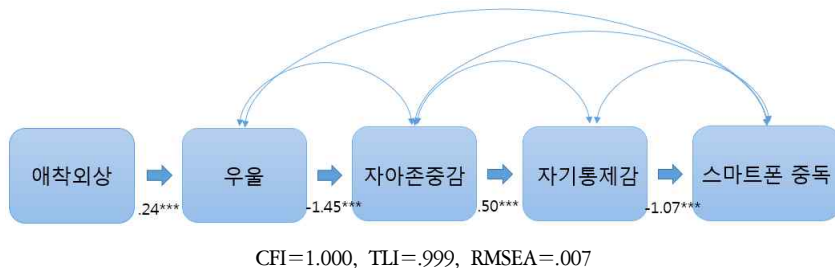 애착외상 우울 자아존중감 자기통제감 스마트폰 중독
.24*** -1.45*** .50*** -1.07***
CFI=1.000, TLI=.999, RMSEA=.007